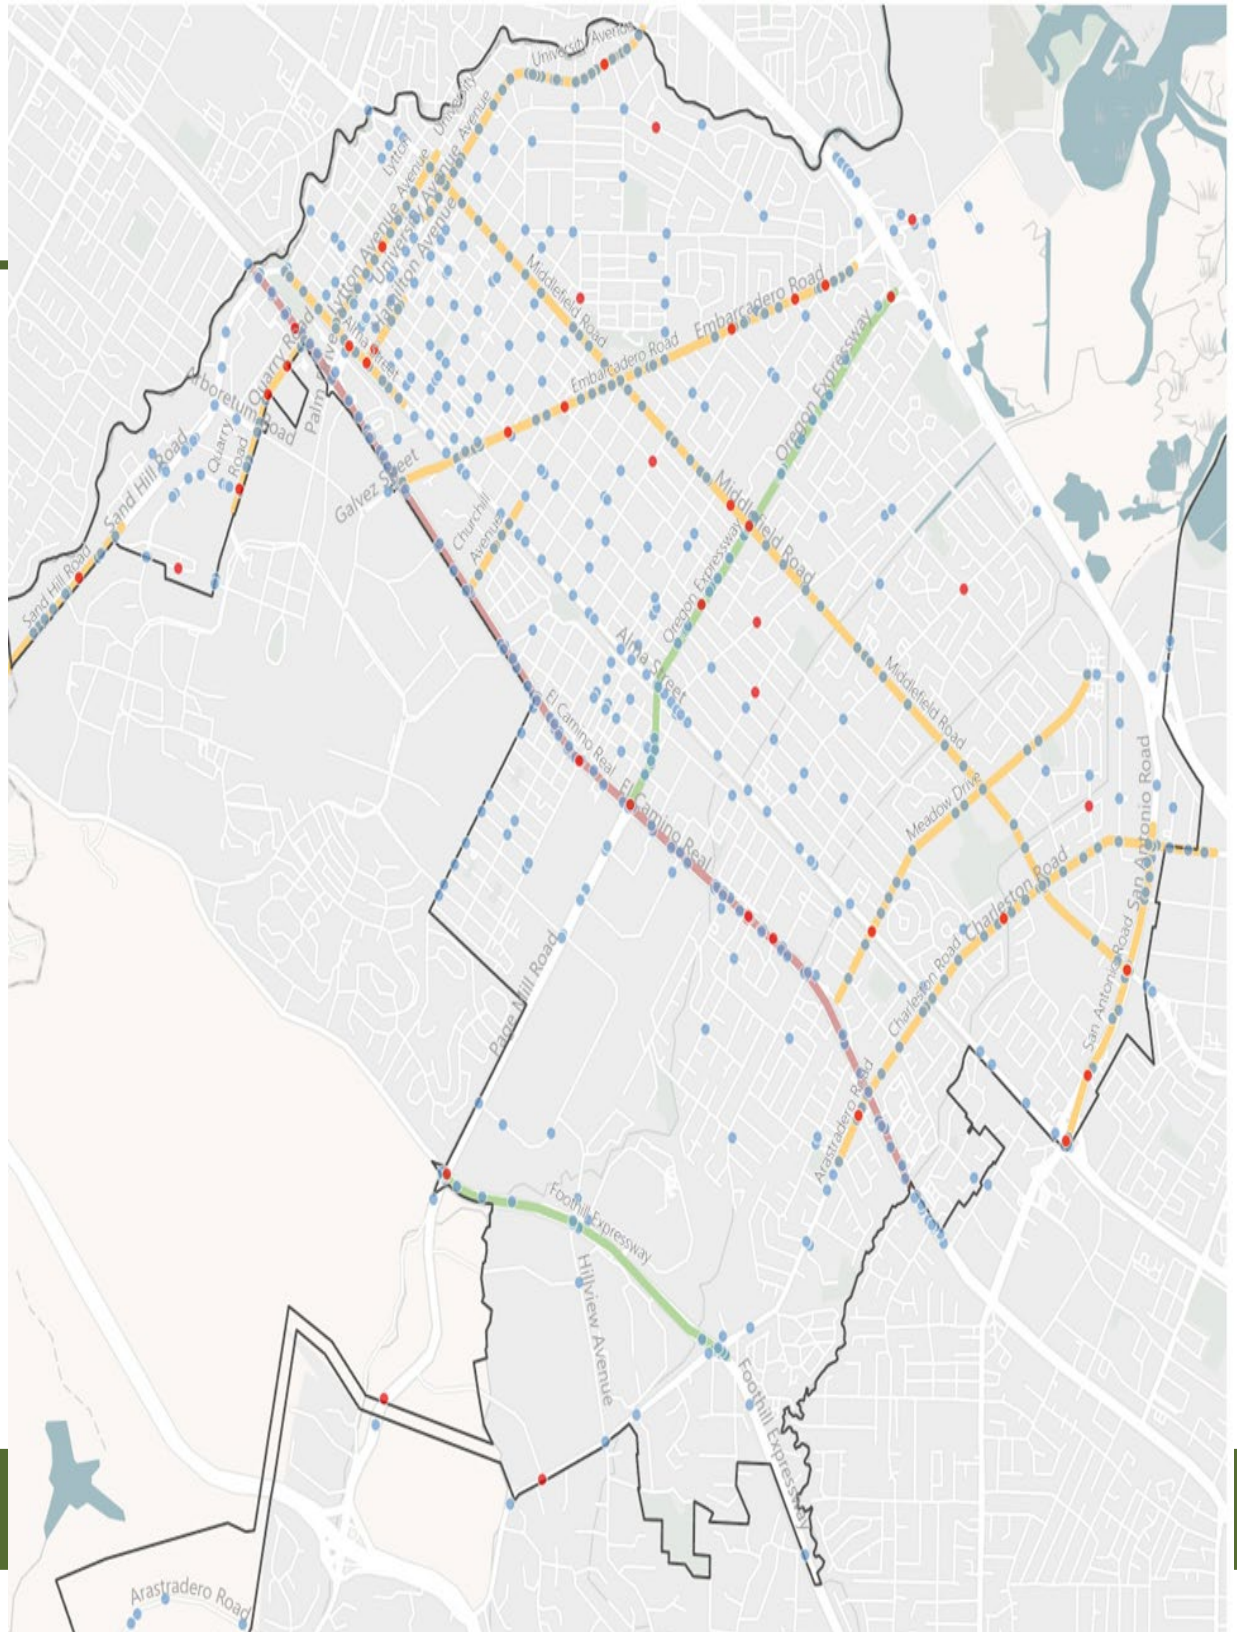 University Avenue
University
Avenue
Lytton
Lytton Avenue
Avenue
University Avenue
Hamilton Avenue
Middlefield Road
Embarcadero Road
Embarcadero Road
Alma Street
Quarry Road
Arboretum Road
Palm Drive
Quarry
Road
Sand Hill Road
Sand Hill Road
Galvez Street
Churchill
Avenue
Oregon Expressway
Middlefield Road
Oregon Expressway
Alma Street
El Camino Real
El Camino Real
Middlefield Road
Meadow Drive
San Antonio Road
Charleston Road
Charleston Road
San Antonio Road
Page Mill Road
Arastradero Road
Foothill Expressway
Hillview Avenue
Foothill Expressway
Arastradero Road